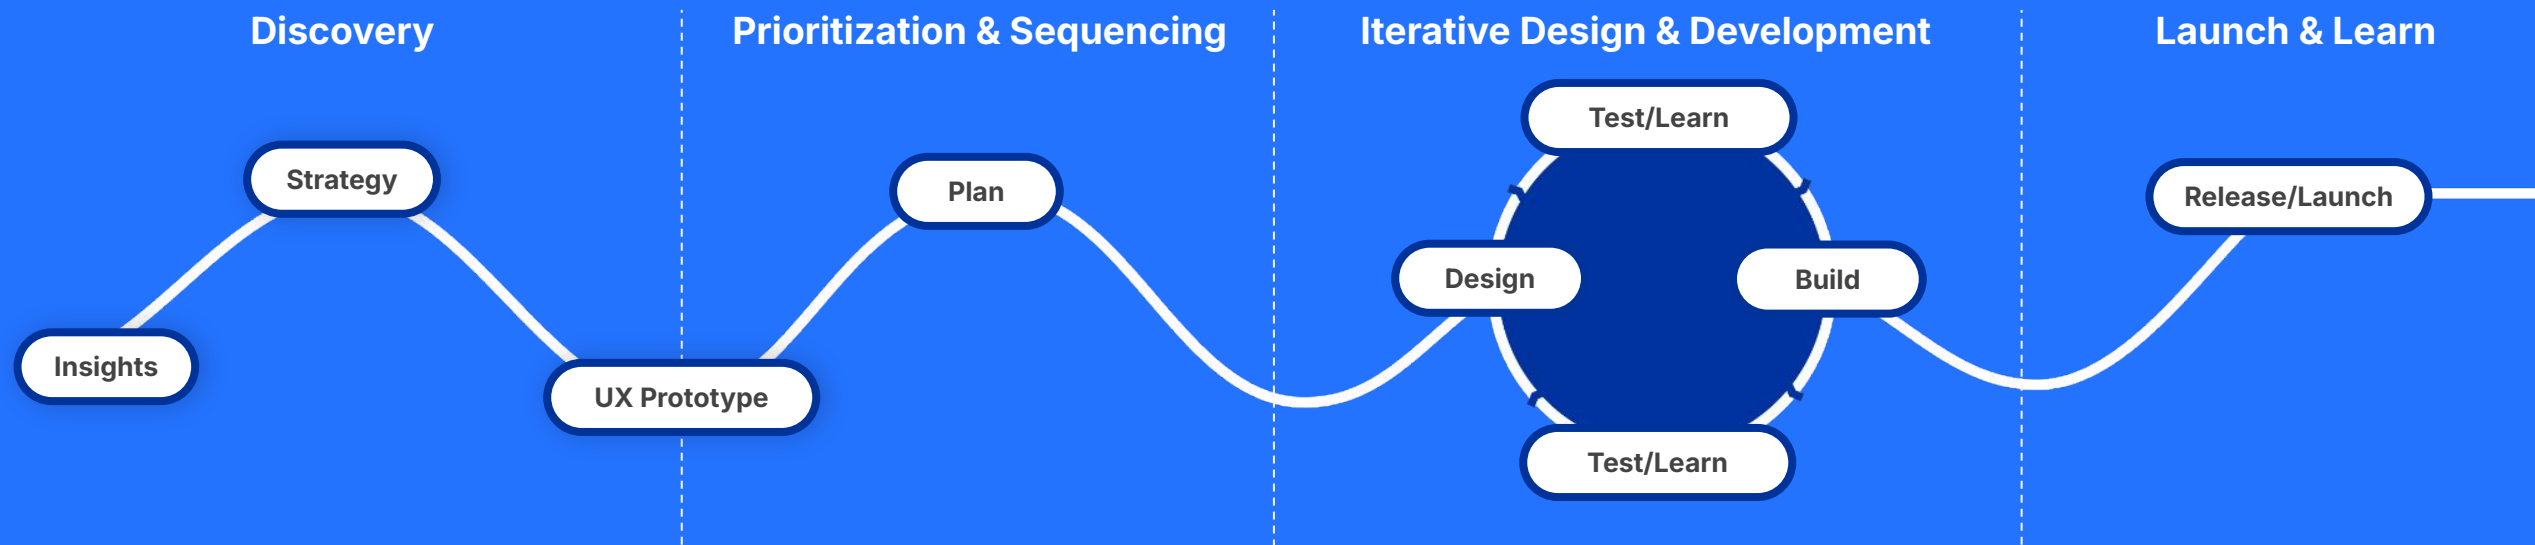 Discovery
Prioritization & Sequencing
Iterative Design & Development
Launch & Learn
Insights
Strategy
UX Prototype
Plan
Design
Test/Learn
Build
Test/Learn
Release/Launch